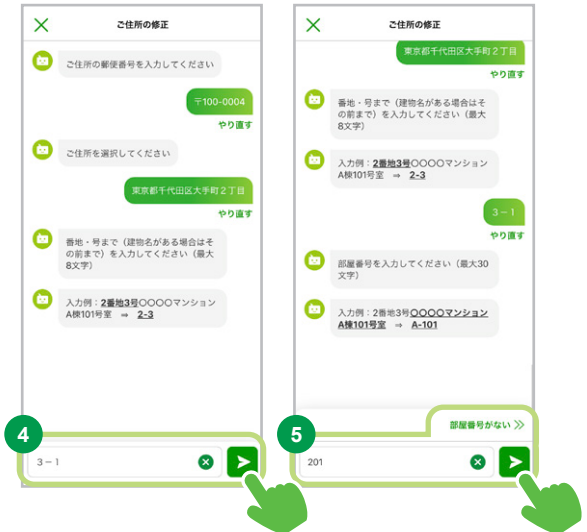 ご住所の修正
ご住所の郵便番号を入力してください
〒100-0004
やり直す
ご住所を選択してください
東京都千代田区大手町２丁目
やり直す
番地・号まで（建物名がある場合はそ
の前まで）を入力してください（最大
8文字）
入力例：2番地3号〇〇〇〇マンション
A棟101号室 ⇒ 2-3
4
３－１
ご住所の修正
東京都千代田区大手町２丁目
やり直す
番地・号まで（建物名がある場合はそ
の前まで）を入力してください（最大
8文字）
入力例：2番地3号〇〇〇〇マンション
A棟101号室 ⇒ 2-3
３－１
やり直す
部屋番号を入力してください（最大30
文字）
入力例：2番地3号〇〇〇〇マンション
A棟101号室 ⇒ A-101
部屋番号がない
5
201